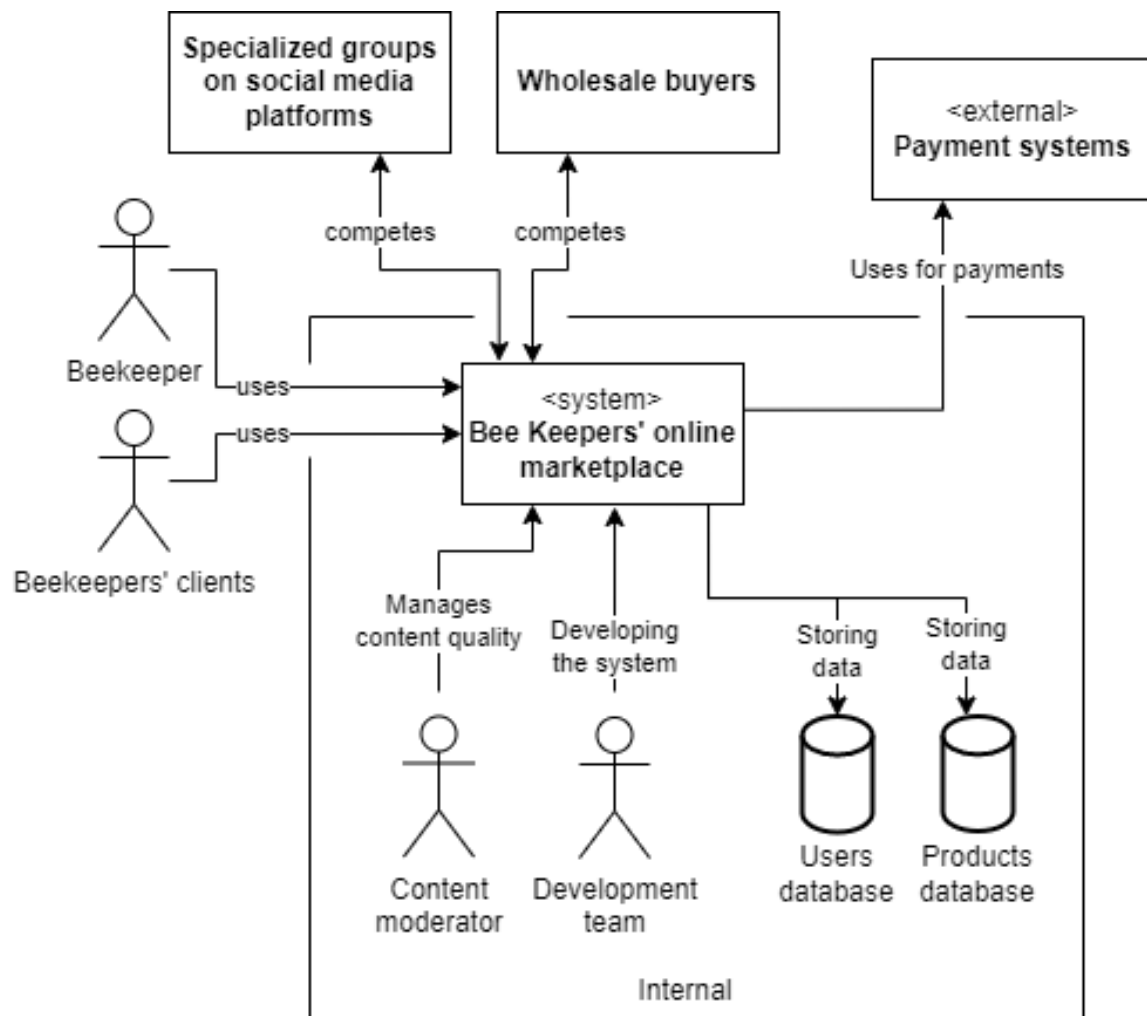 Specialized groups
on social media
platforms
Wholesale buyers
<external>
Payment systems
competes
competes
Uses for payments
Beekeeper
uses
<system>
Bee Keepers' online
marketplace
uses
Beekeepers' clients
Manages
content quality
Developing
the system
Storing
data
Storing
data
Content
moderator
Development
team
Users
database
Products
database
Internal